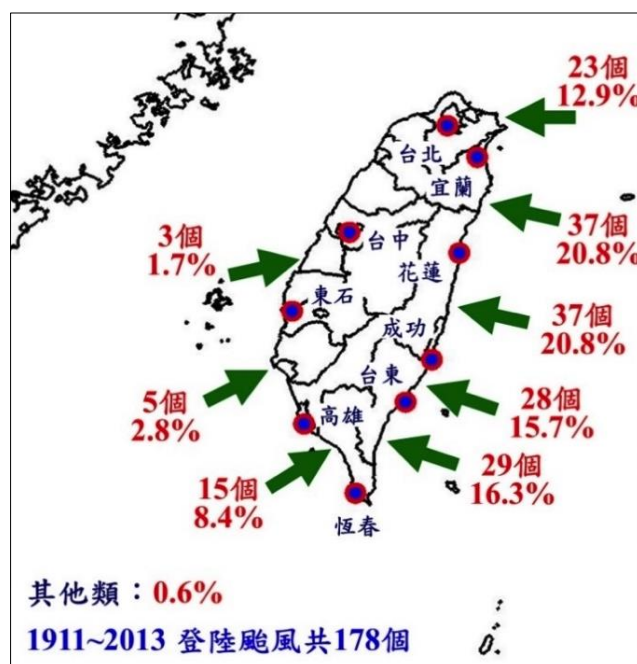 23個
12.9%
台北
宜蘭
37個
20.8%
3個
1.7%
台中
花蓮
東石
成功
37個
20.8%
台東
5個
2.8%
高雄
28個
15.7%
29個
16.3%
15個
8.4%
恆春
其他類：0.6%
1911~2013 登陸颱風共178個